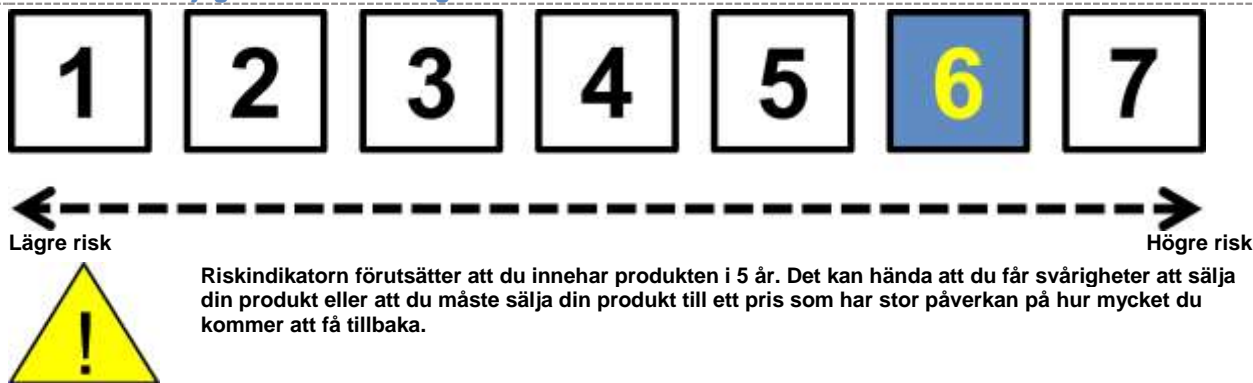 1 2 3 4 5 6 7
Lägre risk Högre risk
Riskindikatorn förutsätter att du innehar produkten i 5 år. Det kan hända att du får svårigheter att sälja
din produkt eller att du måste sälja din produkt till ett pris som har stor påverkan på hur mycket du
kommer att få tillbaka.
!